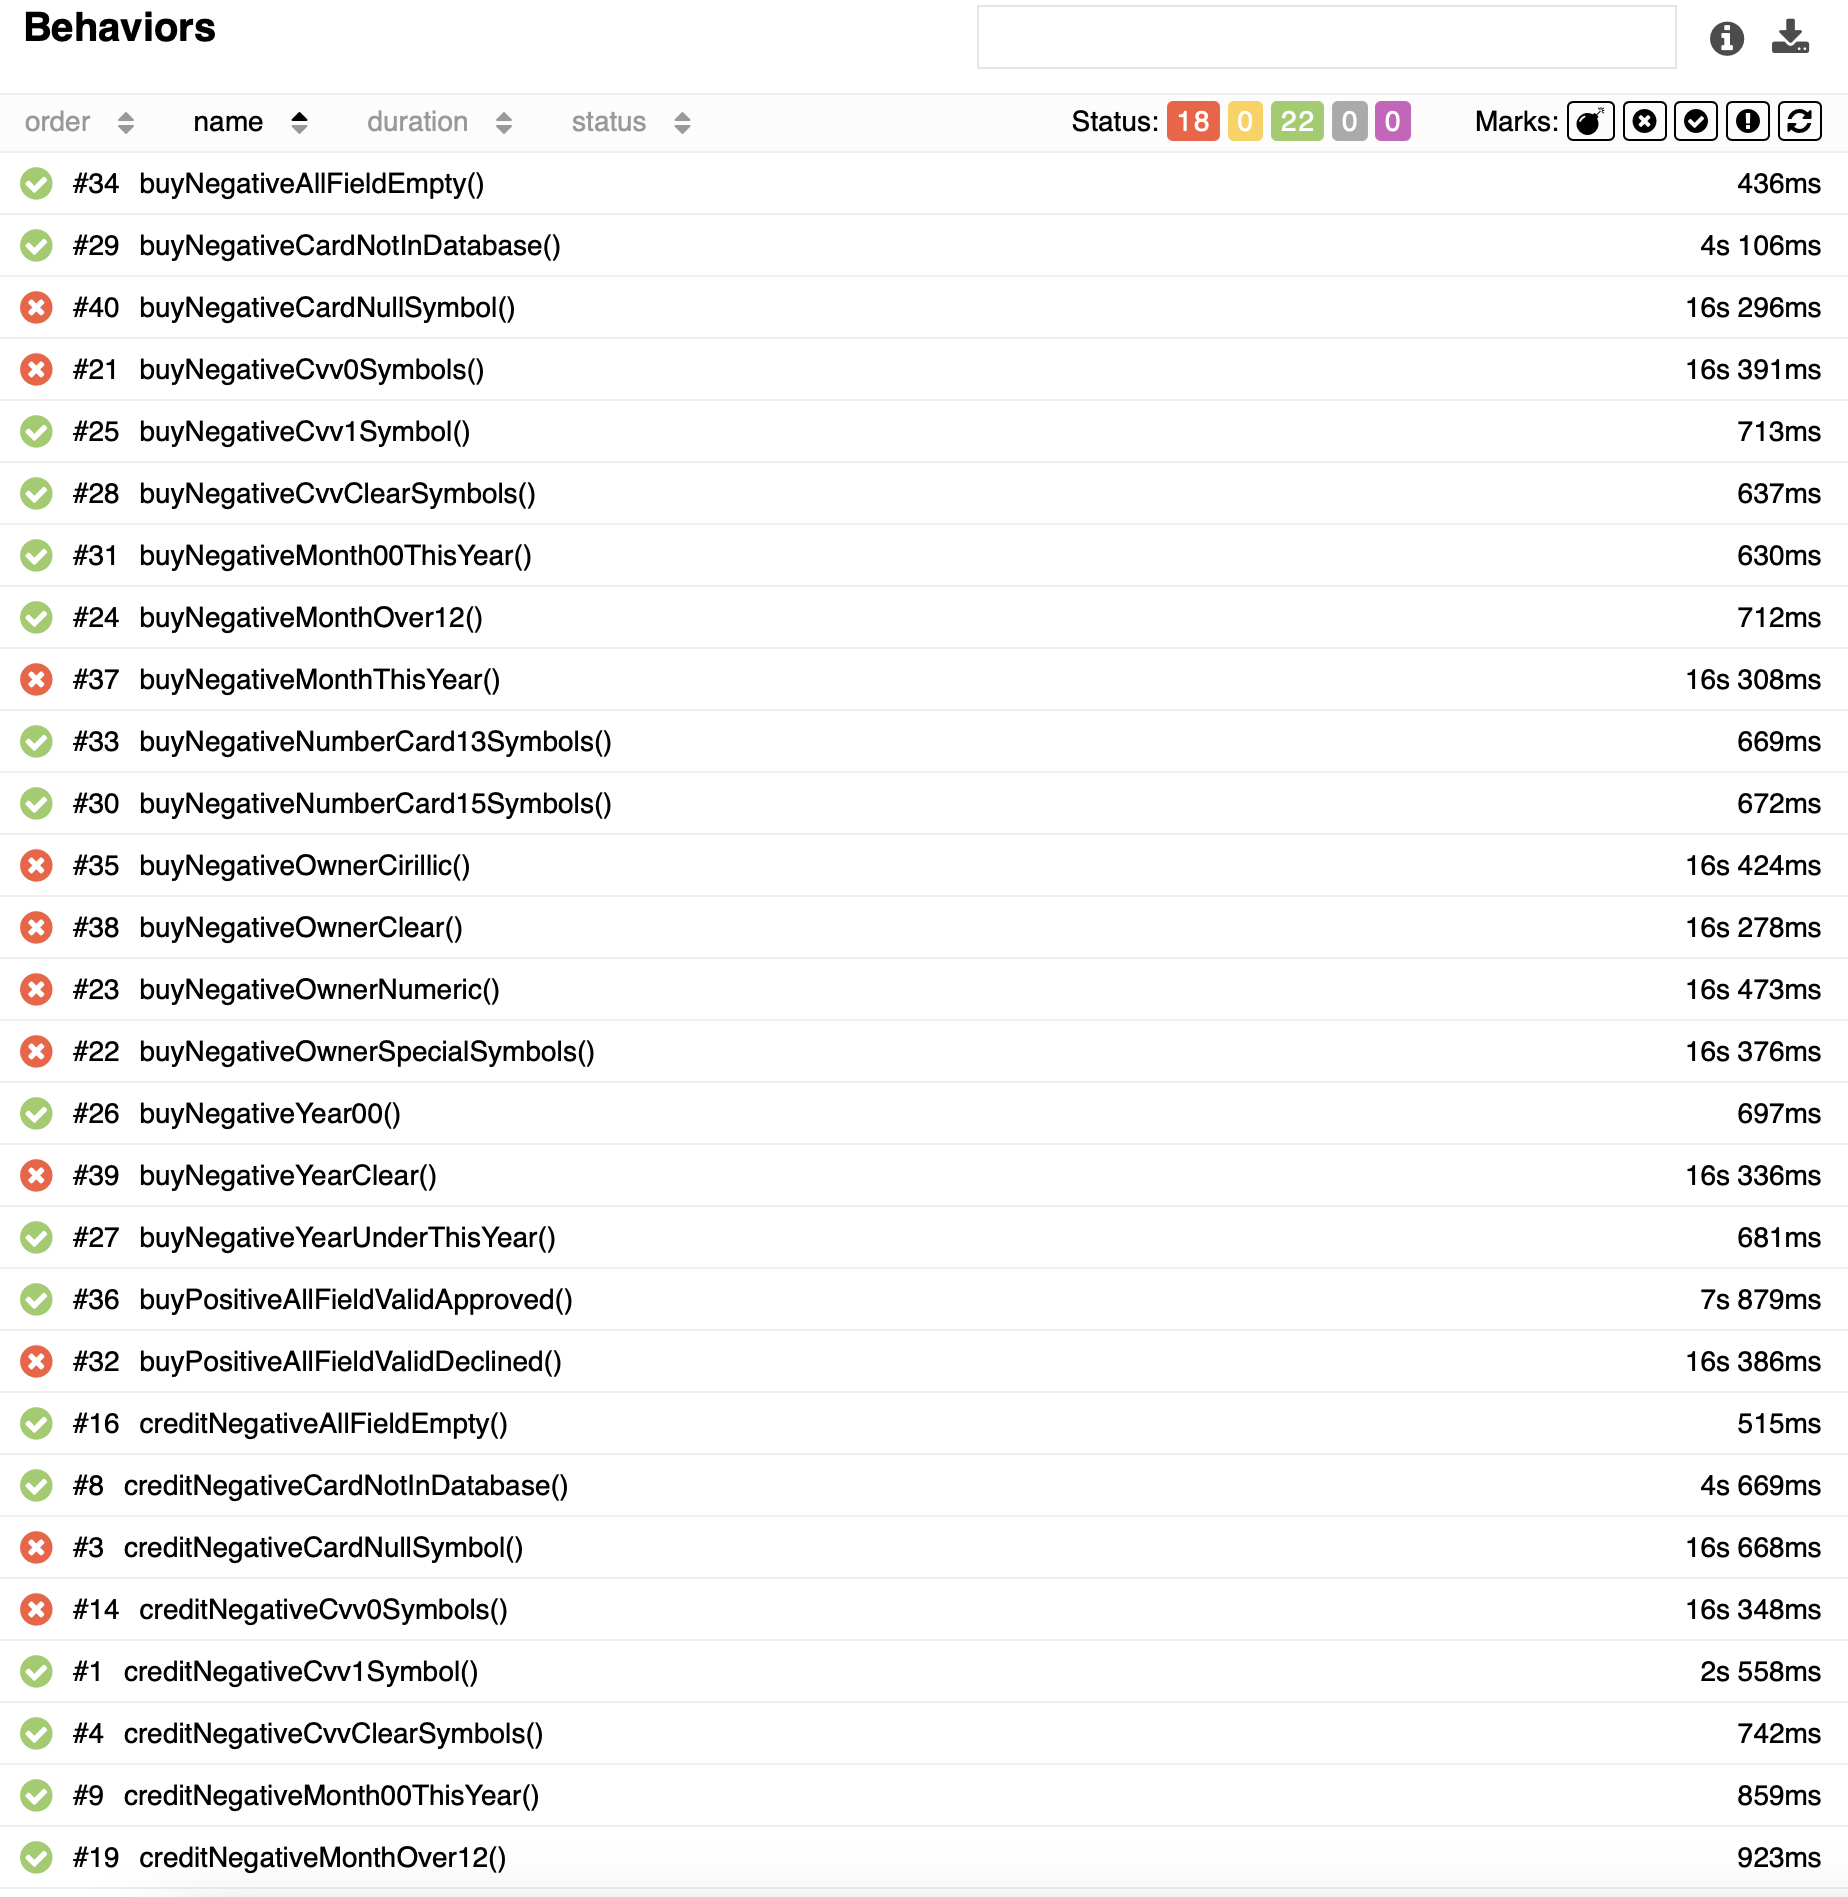 Behaviors
order name duration status Status: 18 0 22 0 0 Marks:
#34 buyNegativeAllFieldEmpty() 436ms
#29 buyNegativeCardNotInDatabase() 4s 106ms
#40 buyNegativeCardNullSymbol() 16s 296ms
#21 buyNegativeCvv0Symbols() 16s 391ms
#25 buyNegativeCvv1Symbol() 713ms
#28 buyNegativeCvvClearSymbols() 637ms
#31 buyNegativeMonth00ThisYear() 630ms
#24 buyNegativeMonthOver12() 712ms
#37 buyNegativeMonthThisYear() 16s 308ms
#33 buyNegativeNumberCard13Symbols() 669ms
#30 buyNegativeNumberCard15Symbols() 672ms
#35 buyNegativeOwnerCirillic() 16s 424ms
#38 buyNegativeOwnerClear() 16s 278ms
#23 buyNegativeOwnerNumeric() 16s 473ms
#22 buyNegativeOwnerSpecialSymbols() 16s 376ms
#26 buyNegativeYear00() 697ms
#39 buyNegativeYearClear() 16s 336ms
#27 buyNegativeYearUnderThisYear() 681ms
#36 buyPositiveAllFieldValidApproved() 7s 879ms
#32 buyPositiveAllFieldValidDeclined() 16s 386ms
#16 creditNegativeAllFieldEmpty() 515ms
#8 creditNegativeCardNotInDatabase() 4s 669ms
#3 creditNegativeCardNullSymbol() 16s 668ms
#14 creditNegativeCvv0Symbols() 16s 348ms
#1 creditNegativeCvv1Symbol() 2s 558ms
#4 creditNegativeCvvClearSymbols() 742ms
#9 creditNegativeMonth00ThisYear() 859ms
#19 creditNegativeMonthOver12() 923ms